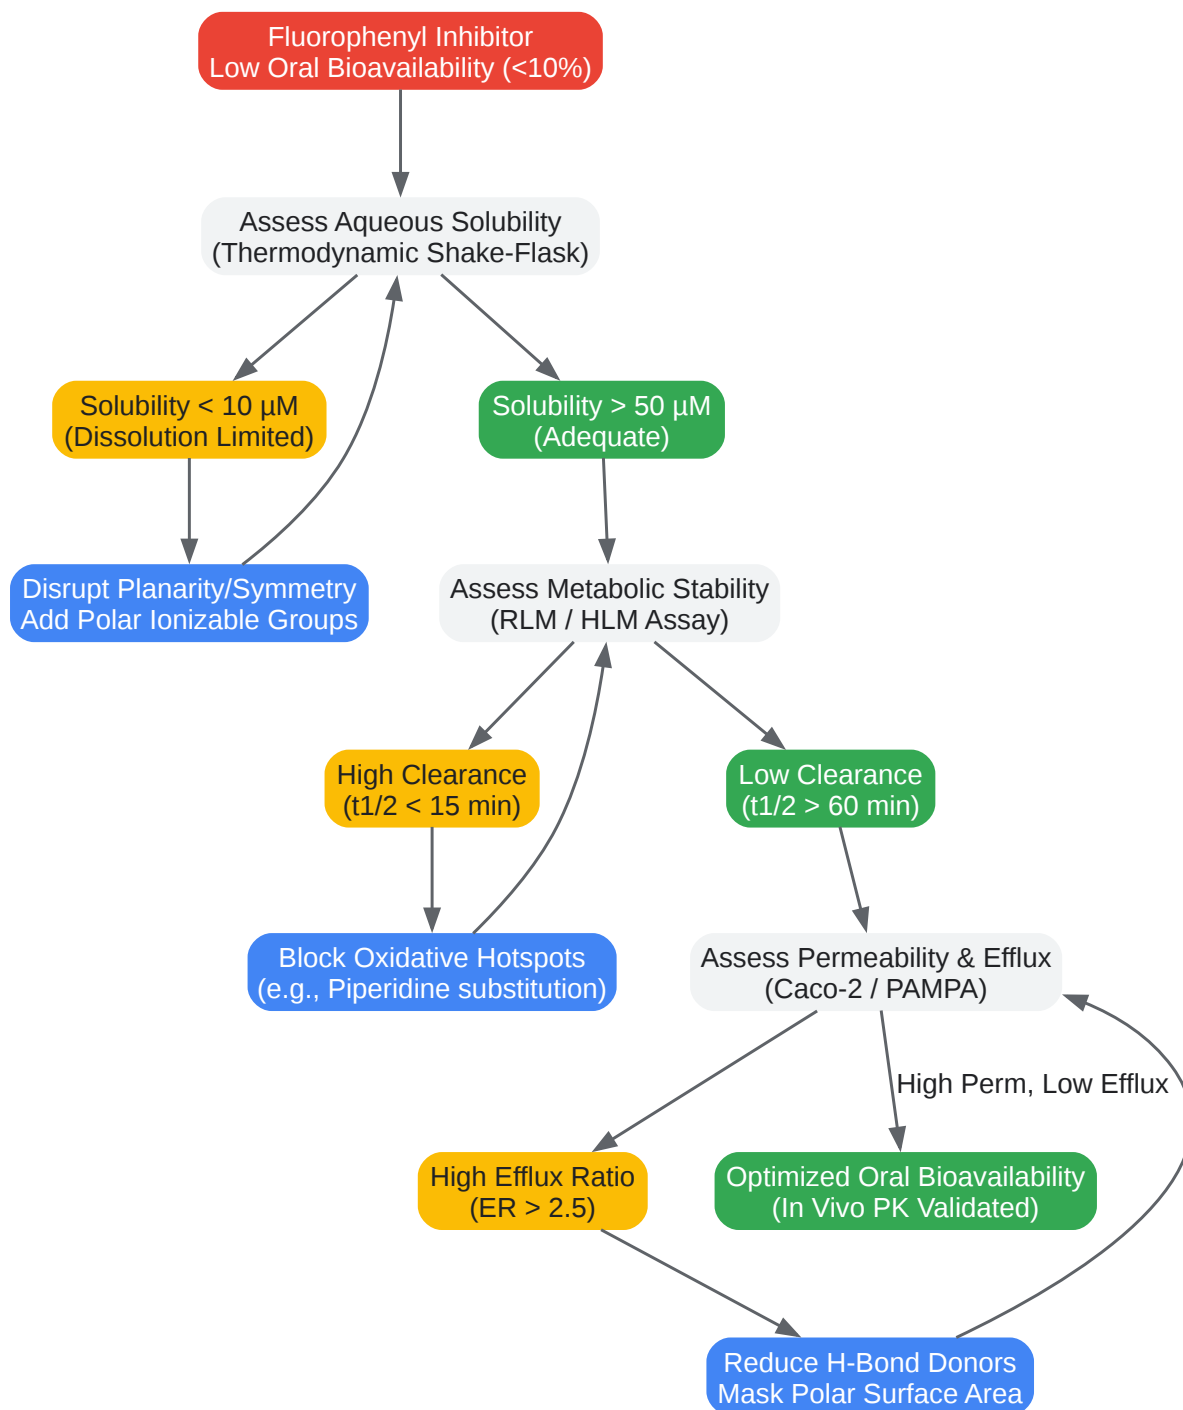 Fluorophenyl Inhibitor
Low Oral Bioavailability (<10%)
Assess Aqueous Solubility
(Thermodynamic Shake-Flask)
Solubility < 10 µM
(Dissolution Limited)
Solubility > 50 µM
(Adequate)
Disrupt Planarity/Symmetry
Add Polar Ionizable Groups
Assess Metabolic Stability
(RLM / HLM Assay)
High Clearance
(t1/2 < 15 min)
Low Clearance
(t1/2 > 60 min)
Block Oxidative Hotspots
(e.g., Piperidine substitution)
Assess Permeability & Efflux
(Caco-2 / PAMPA)
High Perm, Low Efflux
High Efflux Ratio
(ER > 2.5)
Optimized Oral Bioavailability
(In Vivo PK Validated)
Reduce H-Bond Donors
Mask Polar Surface Area